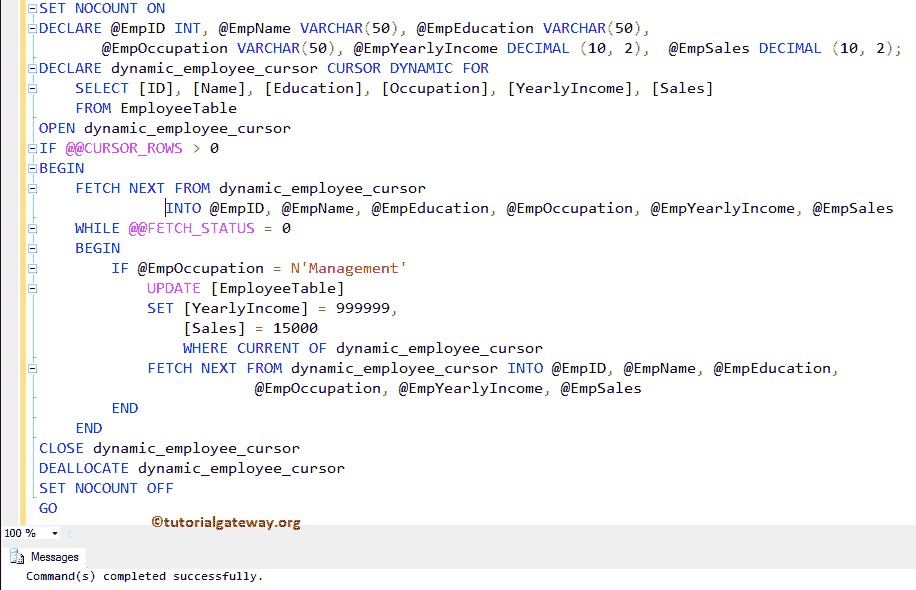 SET NOCOUNT ON
DECLARE @EmpID INT, @EmpName VARCHAR(50), @EmpEducation VARCHAR(50),
@EmpOccupation VARCHAR(50), @EmpYearlyIncome DECIMAL (10, 2), @EmpSales DECIMAL (10, 2);
DECLARE dynamic_employee_cursor CURSOR DYNAMIC FOR
SELECT [ID], [Name], [Education], [Occupation], [YearlyIncome], [Sales]
FROM EmployeeTable
OPEN dynamic_employee_cursor
IF @@CURSOR_ROWS > 0
BEGIN
FETCH NEXT FROM dynamic_employee_cursor
INTO @EmpID, @EmpName, @EmpEducation, @EmpOccupation, @EmpYearlyIncome, @EmpSales
WHILE @@FETCH_STATUS = 0
BEGIN
IF @EmpOccupation = N'Management'
UPDATE [EmployeeTable]
SET [YearlyIncome] = 999999,
[Sales] = 15000
WHERE CURRENT OF dynamic_employee_cursor
FETCH NEXT FROM dynamic_employee_cursor INTO @EmpID, @EmpName, @EmpEducation,
@EmpOccupation, @EmpYearlyIncome, @EmpSales
END
END
CLOSE dynamic_employee_cursor
DEALLOCATE dynamic_employee_cursor
SET NOCOUNT OFF
GO
©tutorialgateway.org
100 %
Messages
Command(s) completed successfully.